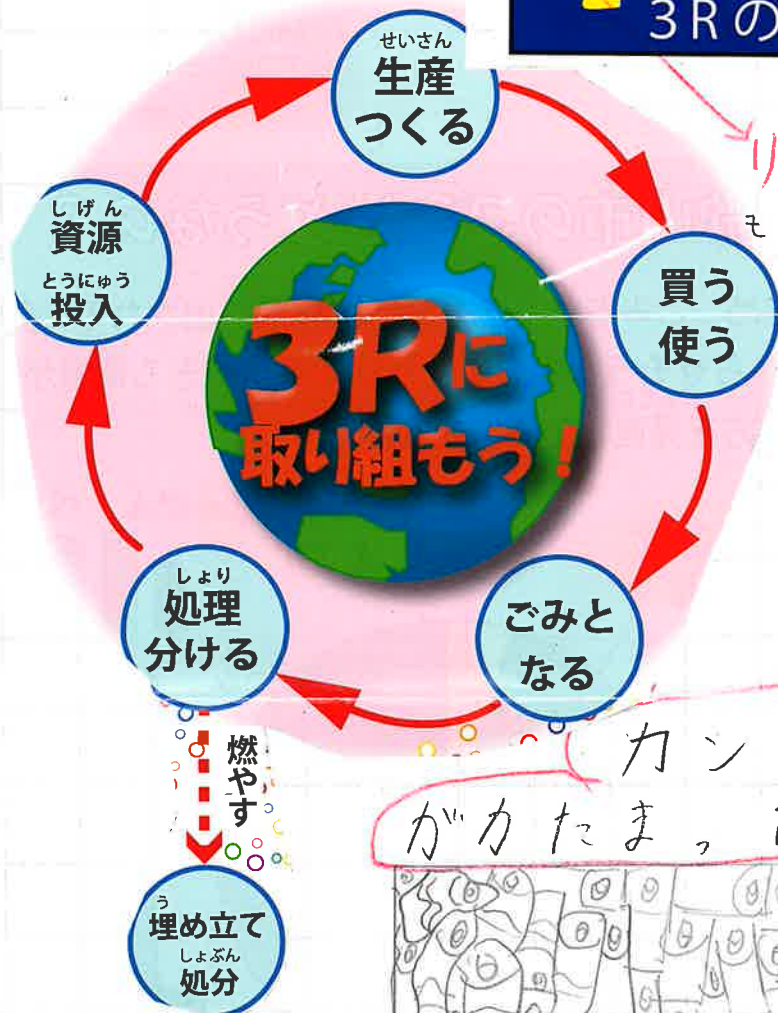 3Rの
せいさん
生産
つくる
リ
も
しげん
資源
とうにゅう
投入
買う
使う
3Rに
取り組もう!
しょり
処理
分ける
ごみと
なる
燃やす
カン
がかたまっ
う
埋め立て
しょぶん
処分